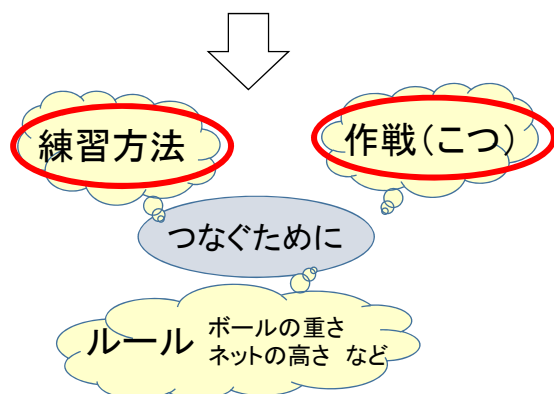 練習方法
作戦(こつ)
つなぐために
ルール ボールの重さ
ネットの高さ など